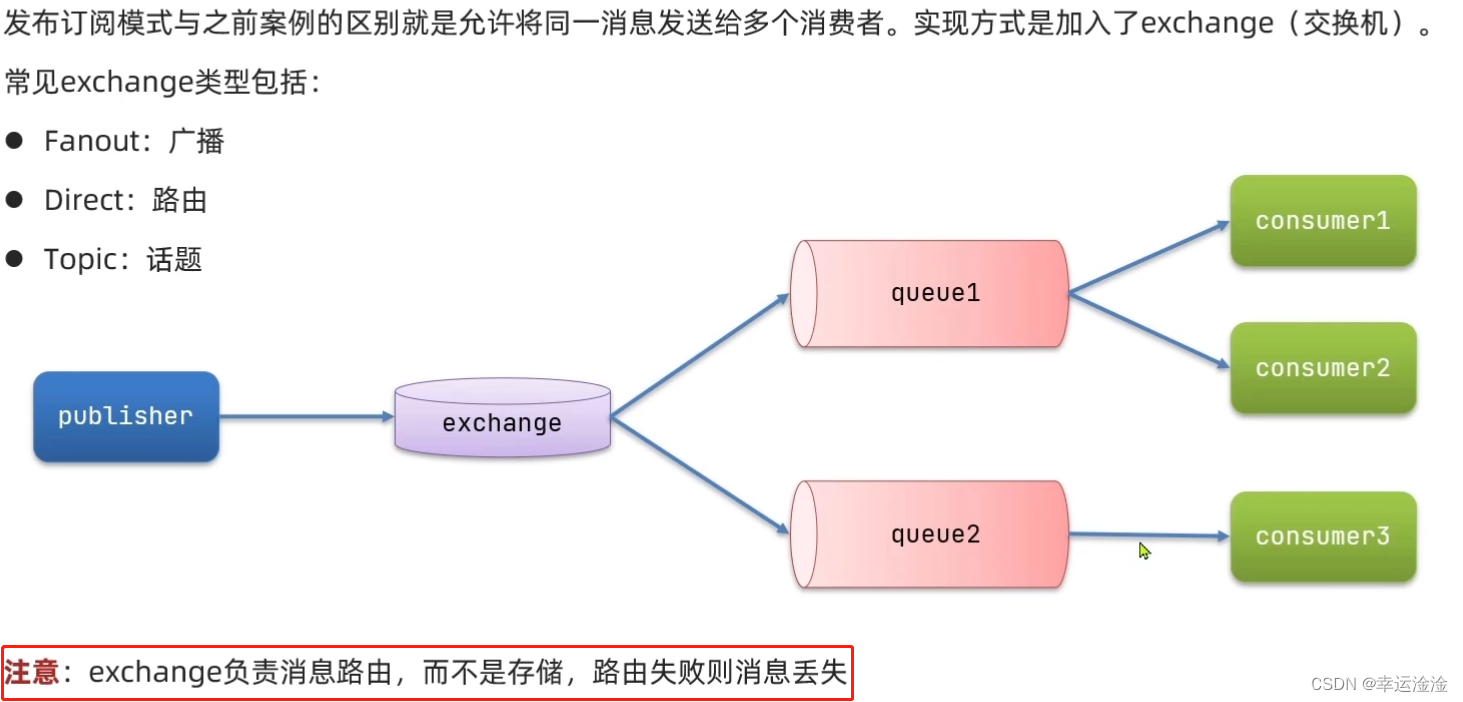 发布订阅模式与之前案例的区别就是允许将同一消息发送给多个消费者。实现方式是加入了exchange（交换机）。
常见exchange类型包括：
● Fanout：广播
● Direct：路由
● Topic：话题
publisher
exchange
queue1
queue2
consumer1
consumer2
consumer3
注意：exchange负责消息路由，而不是存储，路由失败则消息丢失
CSDN @幸运淦淦